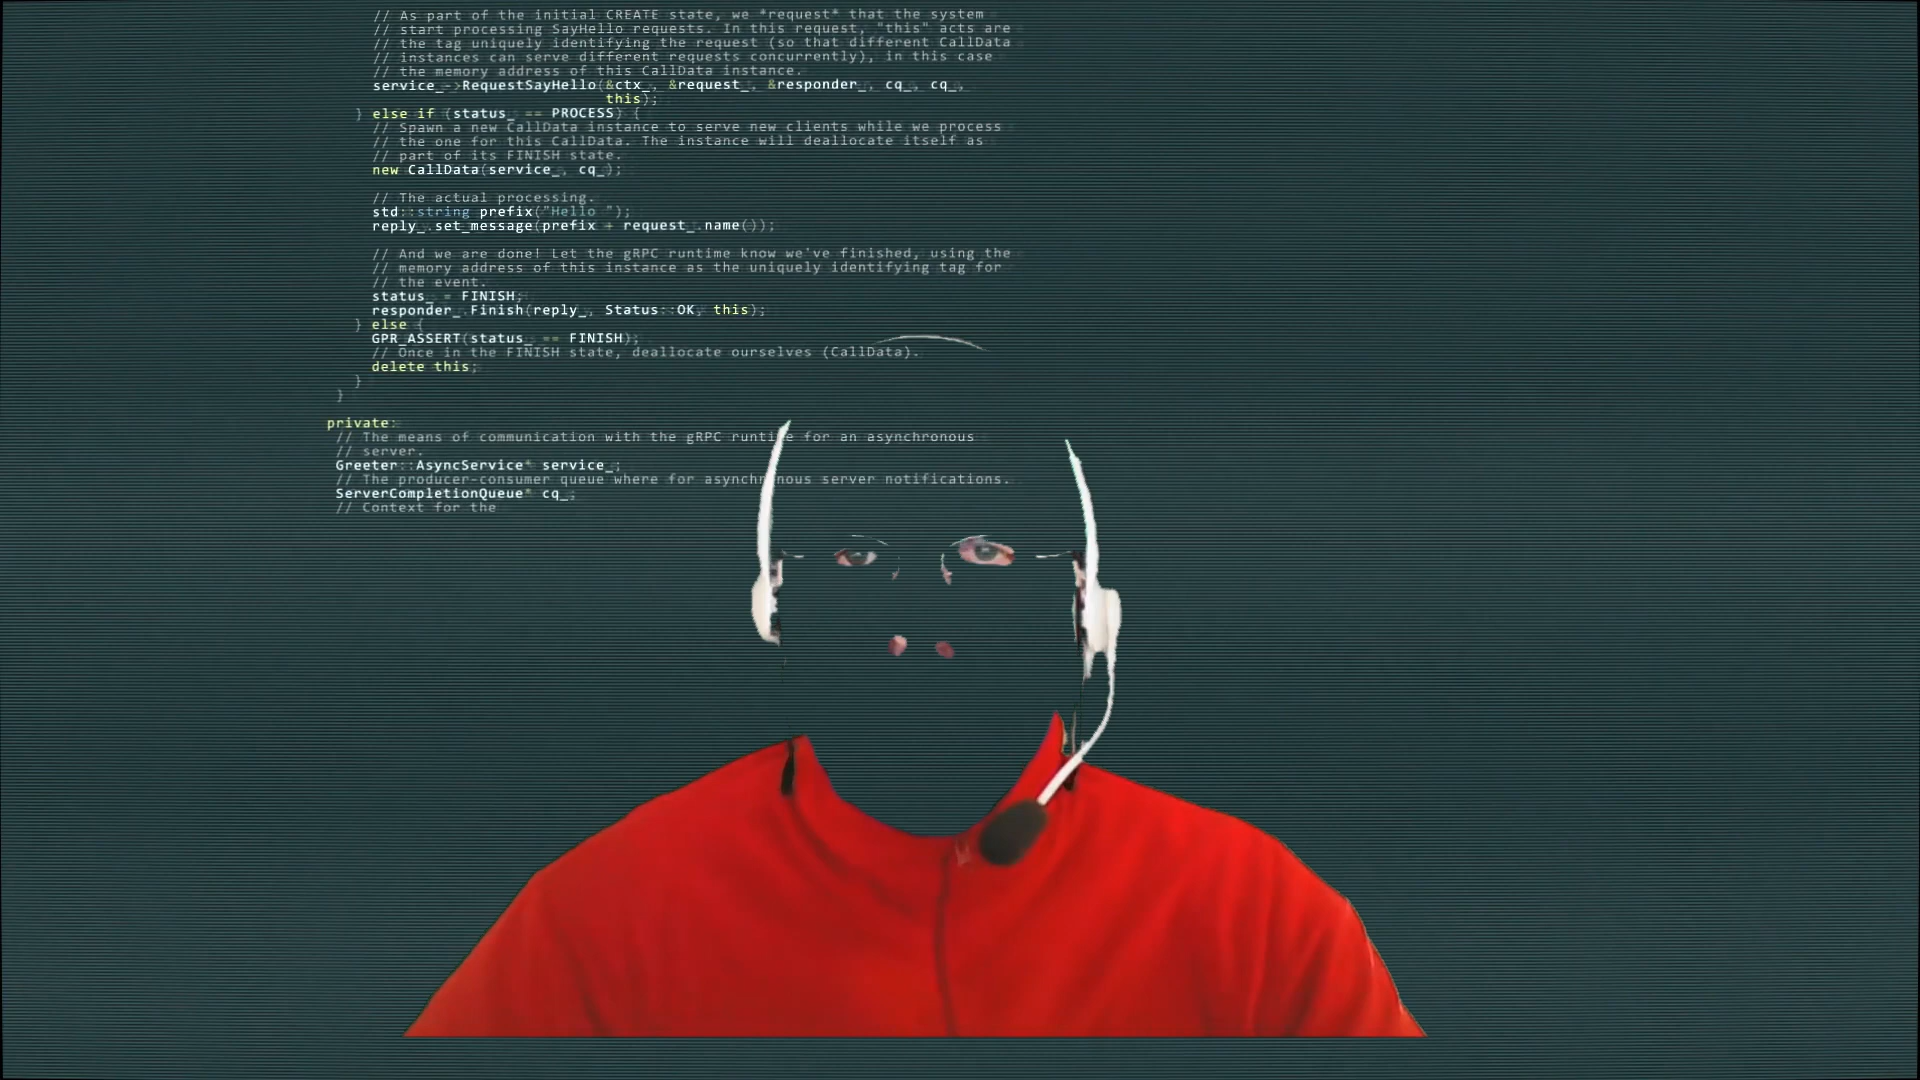 // As part of the initial CREATE state, we *request* that the system
// start processing SayHello requests. In this request, "this" acts are
// the tag uniquely identifying the request (so that different CallData
// instances can serve different requests concurrently), in this case
// the memory address of this CallData instance.
service_->RequestSayHello(&ctx_, &request_, &responder_, cq_, cq_,
this);
} else if (status_ == PROCESS) {
// Spawn a new CallData instance to serve new clients while we process
// the one for this CallData. The instance will deallocate itself as
// part of its FINISH state.
new CallData(service_, cq_);
// The actual processing.
std::string prefix("Hello ");
reply_.set_message(prefix + request_.name());
// And we are done! Let the gRPC runtime know we've finished, using the
// memory address of this instance as the uniquely identifying tag for
// the event.
status_ = FINISH;
responder_.Finish(reply_, Status::OK, this);
} else {
GPR_ASSERT(status_ == FINISH);
// Once in the FINISH state, deallocate ourselves (CallData).
delete this;
}
}
private:
// The means of communication with the gRPC runtime for an asynchronous
// server.
Greeter::AsyncService* service_;
// The producer-consumer queue where for asynchronous server notifications.
ServerCompletionQueue* cq_;
// Context for the